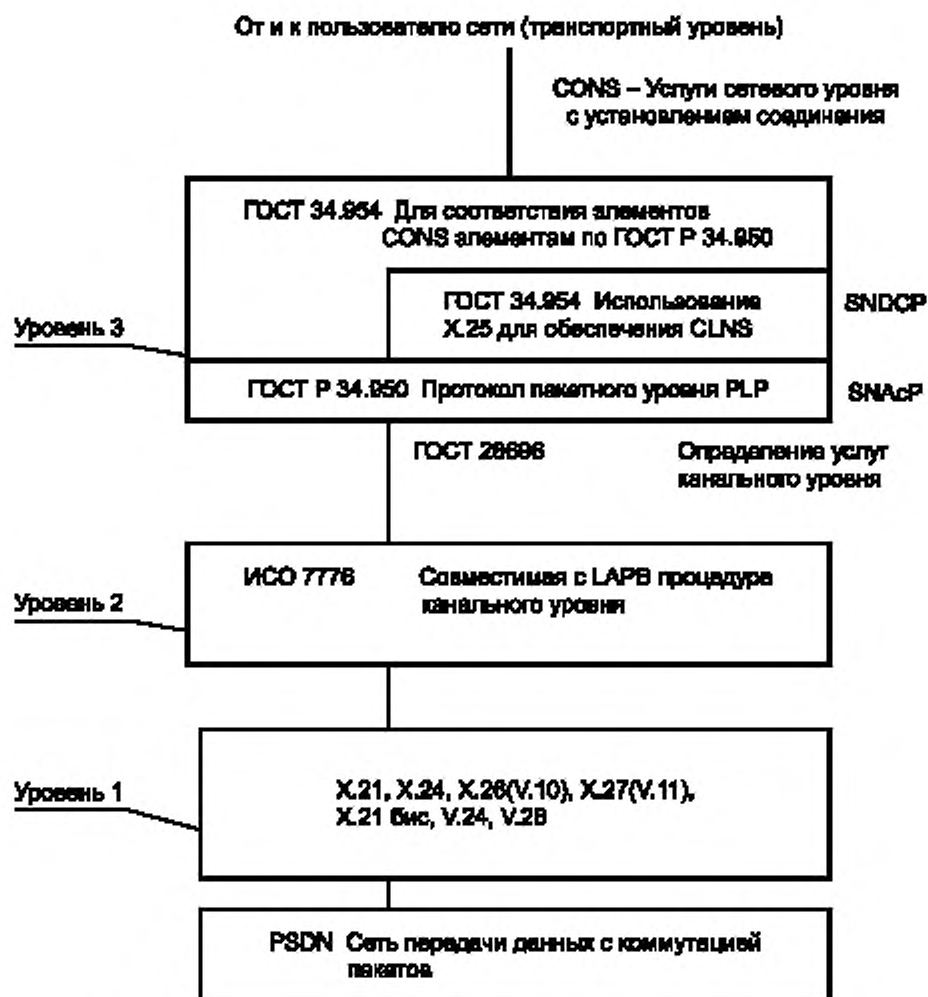 От и к пользователю сети (транспортный уровень)
CONS – Услуги сетевого уровня
с установлением соединения
ГОСТ 34.954 Для соответствия элементов
CONS элементам по ГОСТ Р 34.950
ГОСТ 34.954 Использование
X.25 для обеспечения CLNS
SNDCP
Уровень 3
ГОСТ Р 34.950 Протокол пакетного уровня PLP
SNAcP
ГОСТ 26696 Определение услуг
канального уровня
ИСО 7776 Совместимая с LAPB процедура
канального уровня
Уровень 2
Уровень 1
X.21, X.24, X.26(V.10), X.27(V.11),
X.21 бис, V.24, V.28
PSDN Сеть передачи данных с коммутацией
пакетов